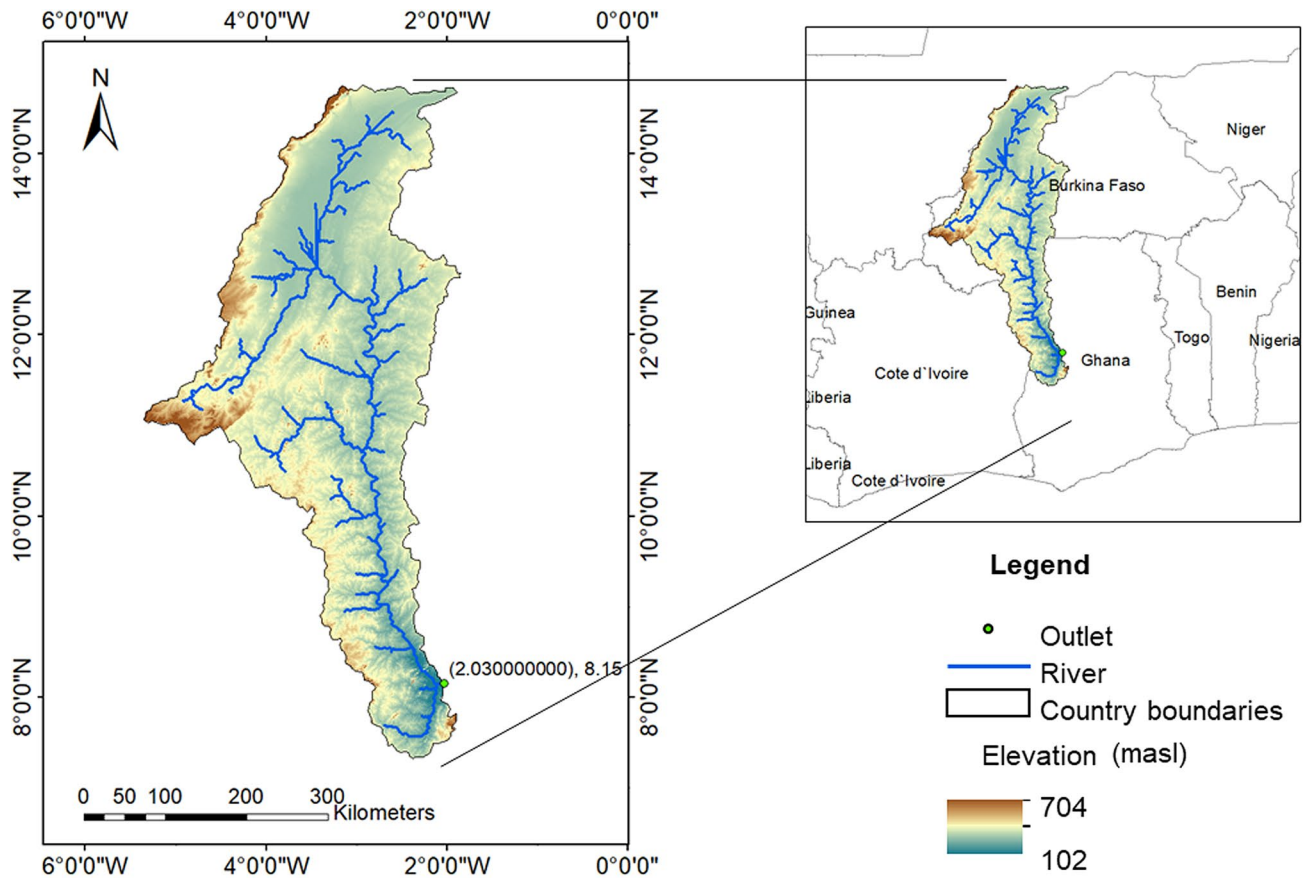 6°0'0"W 4°0'0"W 2°0'0"W 0°0'0"
N
14°0'0"N
12°0'0"N
10°0'0"N
8°0'0"N
14°0'0"N
12°0'0"N
10°0'0"N
8°0'0"N
(2.030000000), 8.15
0 50 100 200 300
Kilometers
6°0'0"W 4°0'0"W 2°0'0"W 0°0'0"
Niger
Burkina Faso
Benin
Guinea
Togo
Nigeria
Ghana
Cote d`Ivoire
Liberia
Liberia
Cote d`Ivoire
Legend
Outlet
River
Country boundaries
Elevation (masl)
704
102